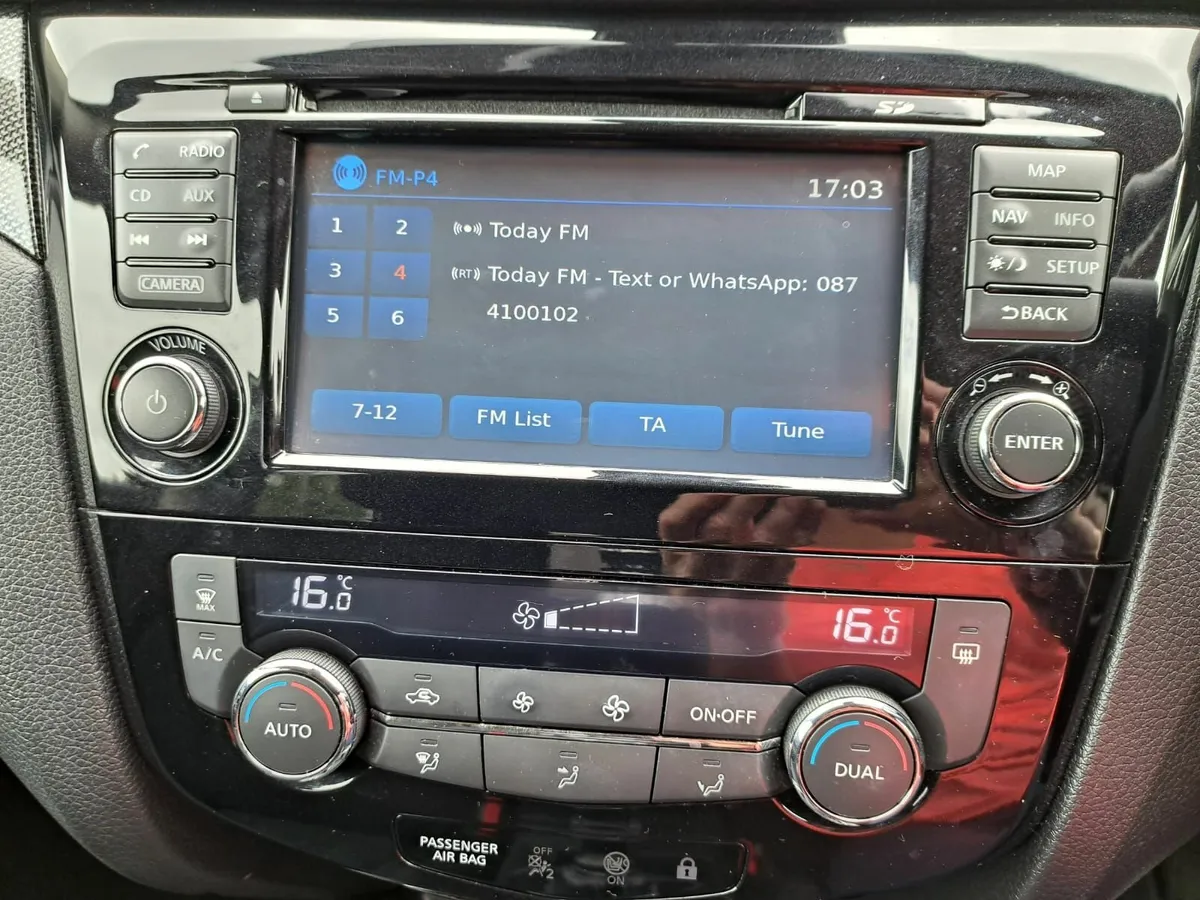 SD
RADIO
CD AUX
CAMERA
VOLUME
FM-P4
17:03
1 2
3 4
5 6
Today FM
(RT) Today FM - Text or WhatsApp: 087
4100102
7-12
FM List
TA
Tune
MAP
NAV INFO
SETUP
BACK
ENTER
16.0 °C
16.0 °C
MAX
A/C
AUTO
ON·OFF
DUAL
PASSENGER
AIR BAG
OFF
2
ON